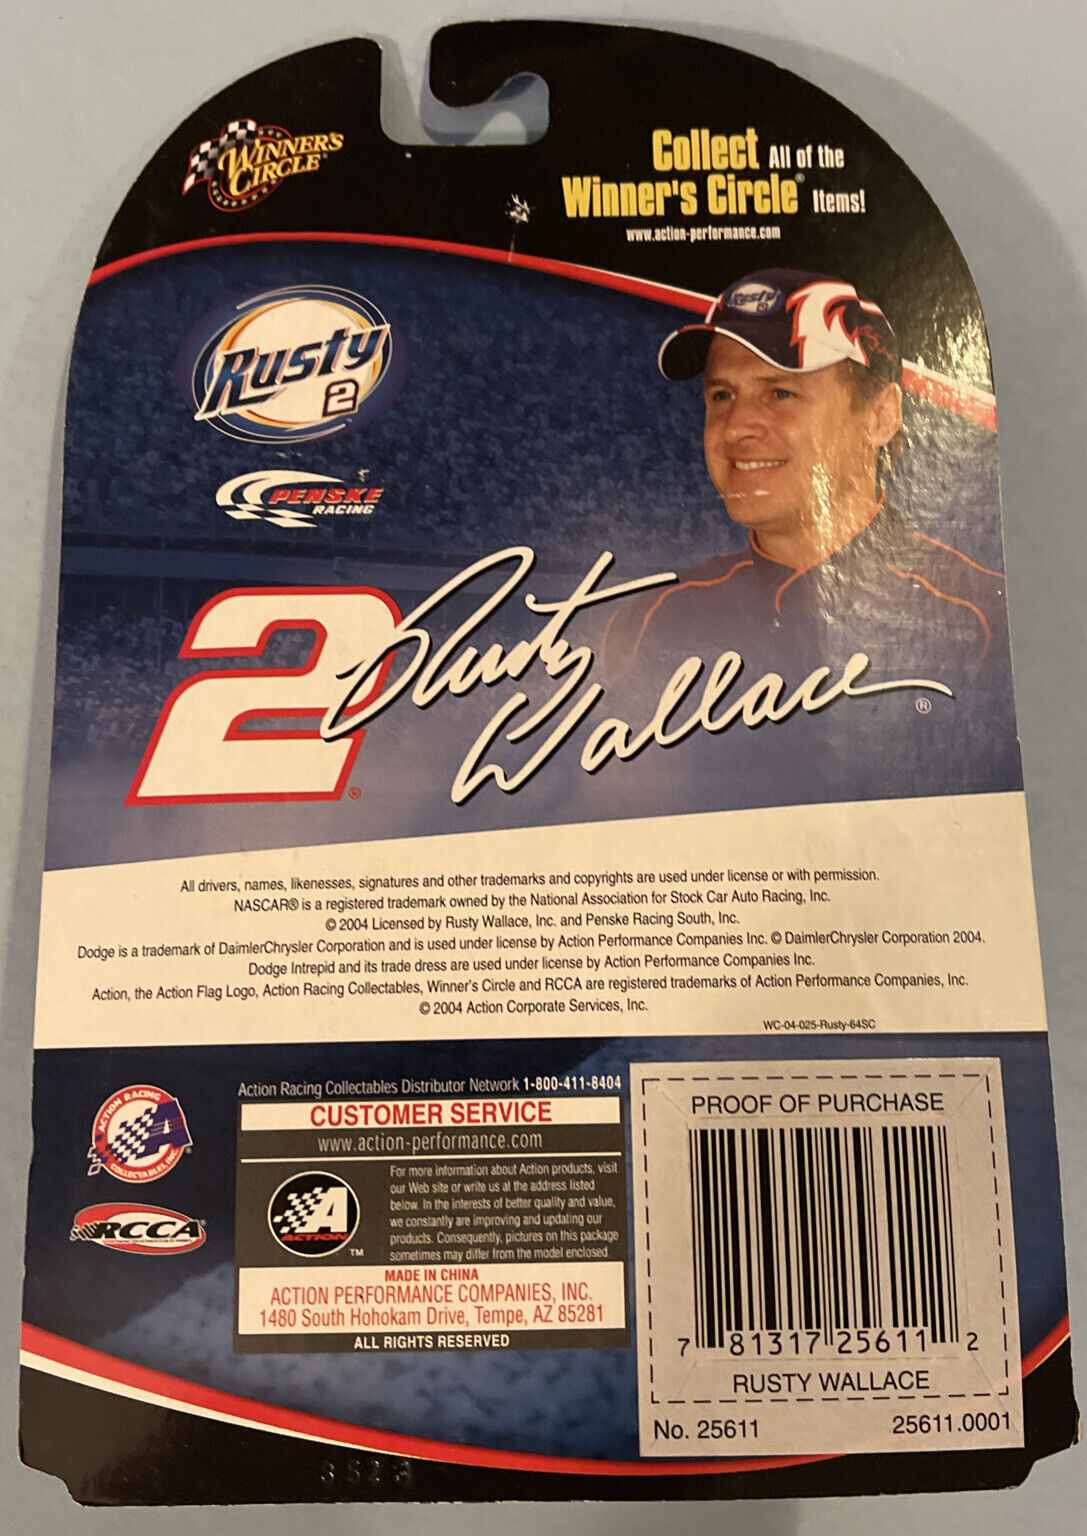 WINNER'S
CIRCLE
Collect All of the
Winner's Circle® Items!
www.action-performance.com
Rusty
2
Rusty
PENSKE
RACING
2®
Rusty
Wallace®
All drivers, names, likenesses, signatures and other trademarks and copyrights are used under license or with permission.
NASCAR® is a registered trademark owned by the National Association for Stock Car Auto Racing, Inc.
© 2004 Licensed by Rusty Wallace, Inc. and Penske Racing South, Inc.
Dodge is a trademark of DaimlerChrysler Corporation and is used under license by Action Performance Companies Inc. © DaimlerChrysler Corporation 2004.
Dodge Intrepid and its trade dress are used under license by Action Performance Companies Inc.
Action, the Action Flag Logo, Action Racing Collectables, Winner's Circle and RCCA are registered trademarks of Action Performance Companies, Inc.
© 2004 Action Corporate Services, Inc.
WC-04-025-Rusty-64SC
ACTION RACING
COLLECTABLES, INC.
RCCA®
Action Racing Collectables Distributor Network 1-800-411-8404
CUSTOMER SERVICE
www.action-performance.com
A
ACTION
™
For more information about Action products, visit
our Web site or write us at the address listed
below. In the interests of better quality and value,
we constantly are improving and updating our
products. Consequently, pictures on this package
sometimes may differ from the model enclosed.
MADE IN CHINA
ACTION PERFORMANCE COMPANIES, INC.
1480 South Hohokam Drive, Tempe, AZ 85281
ALL RIGHTS RESERVED
PROOF OF PURCHASE
7 81317 25611 2
RUSTY WALLACE
No. 25611 25611.0001